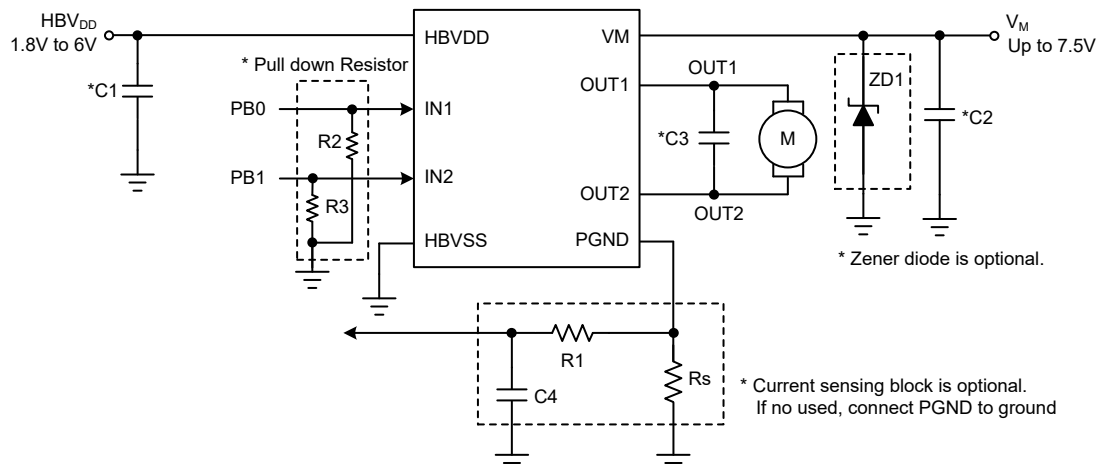 HBVDD
1.8V to 6V
*C1
* Pull down Resistor
PB0
PB1
R2
R3
HBVDD
IN1
IN2
HBVSS
VM
OUT1
OUT2
PGND
OUT1
*C3
M
OUT2
ZD1
*C2
VM
Up to 7.5V
* Zener diode is optional.
R1
C4
Rs
* Current sensing block is optional.
If no used, connect PGND to ground